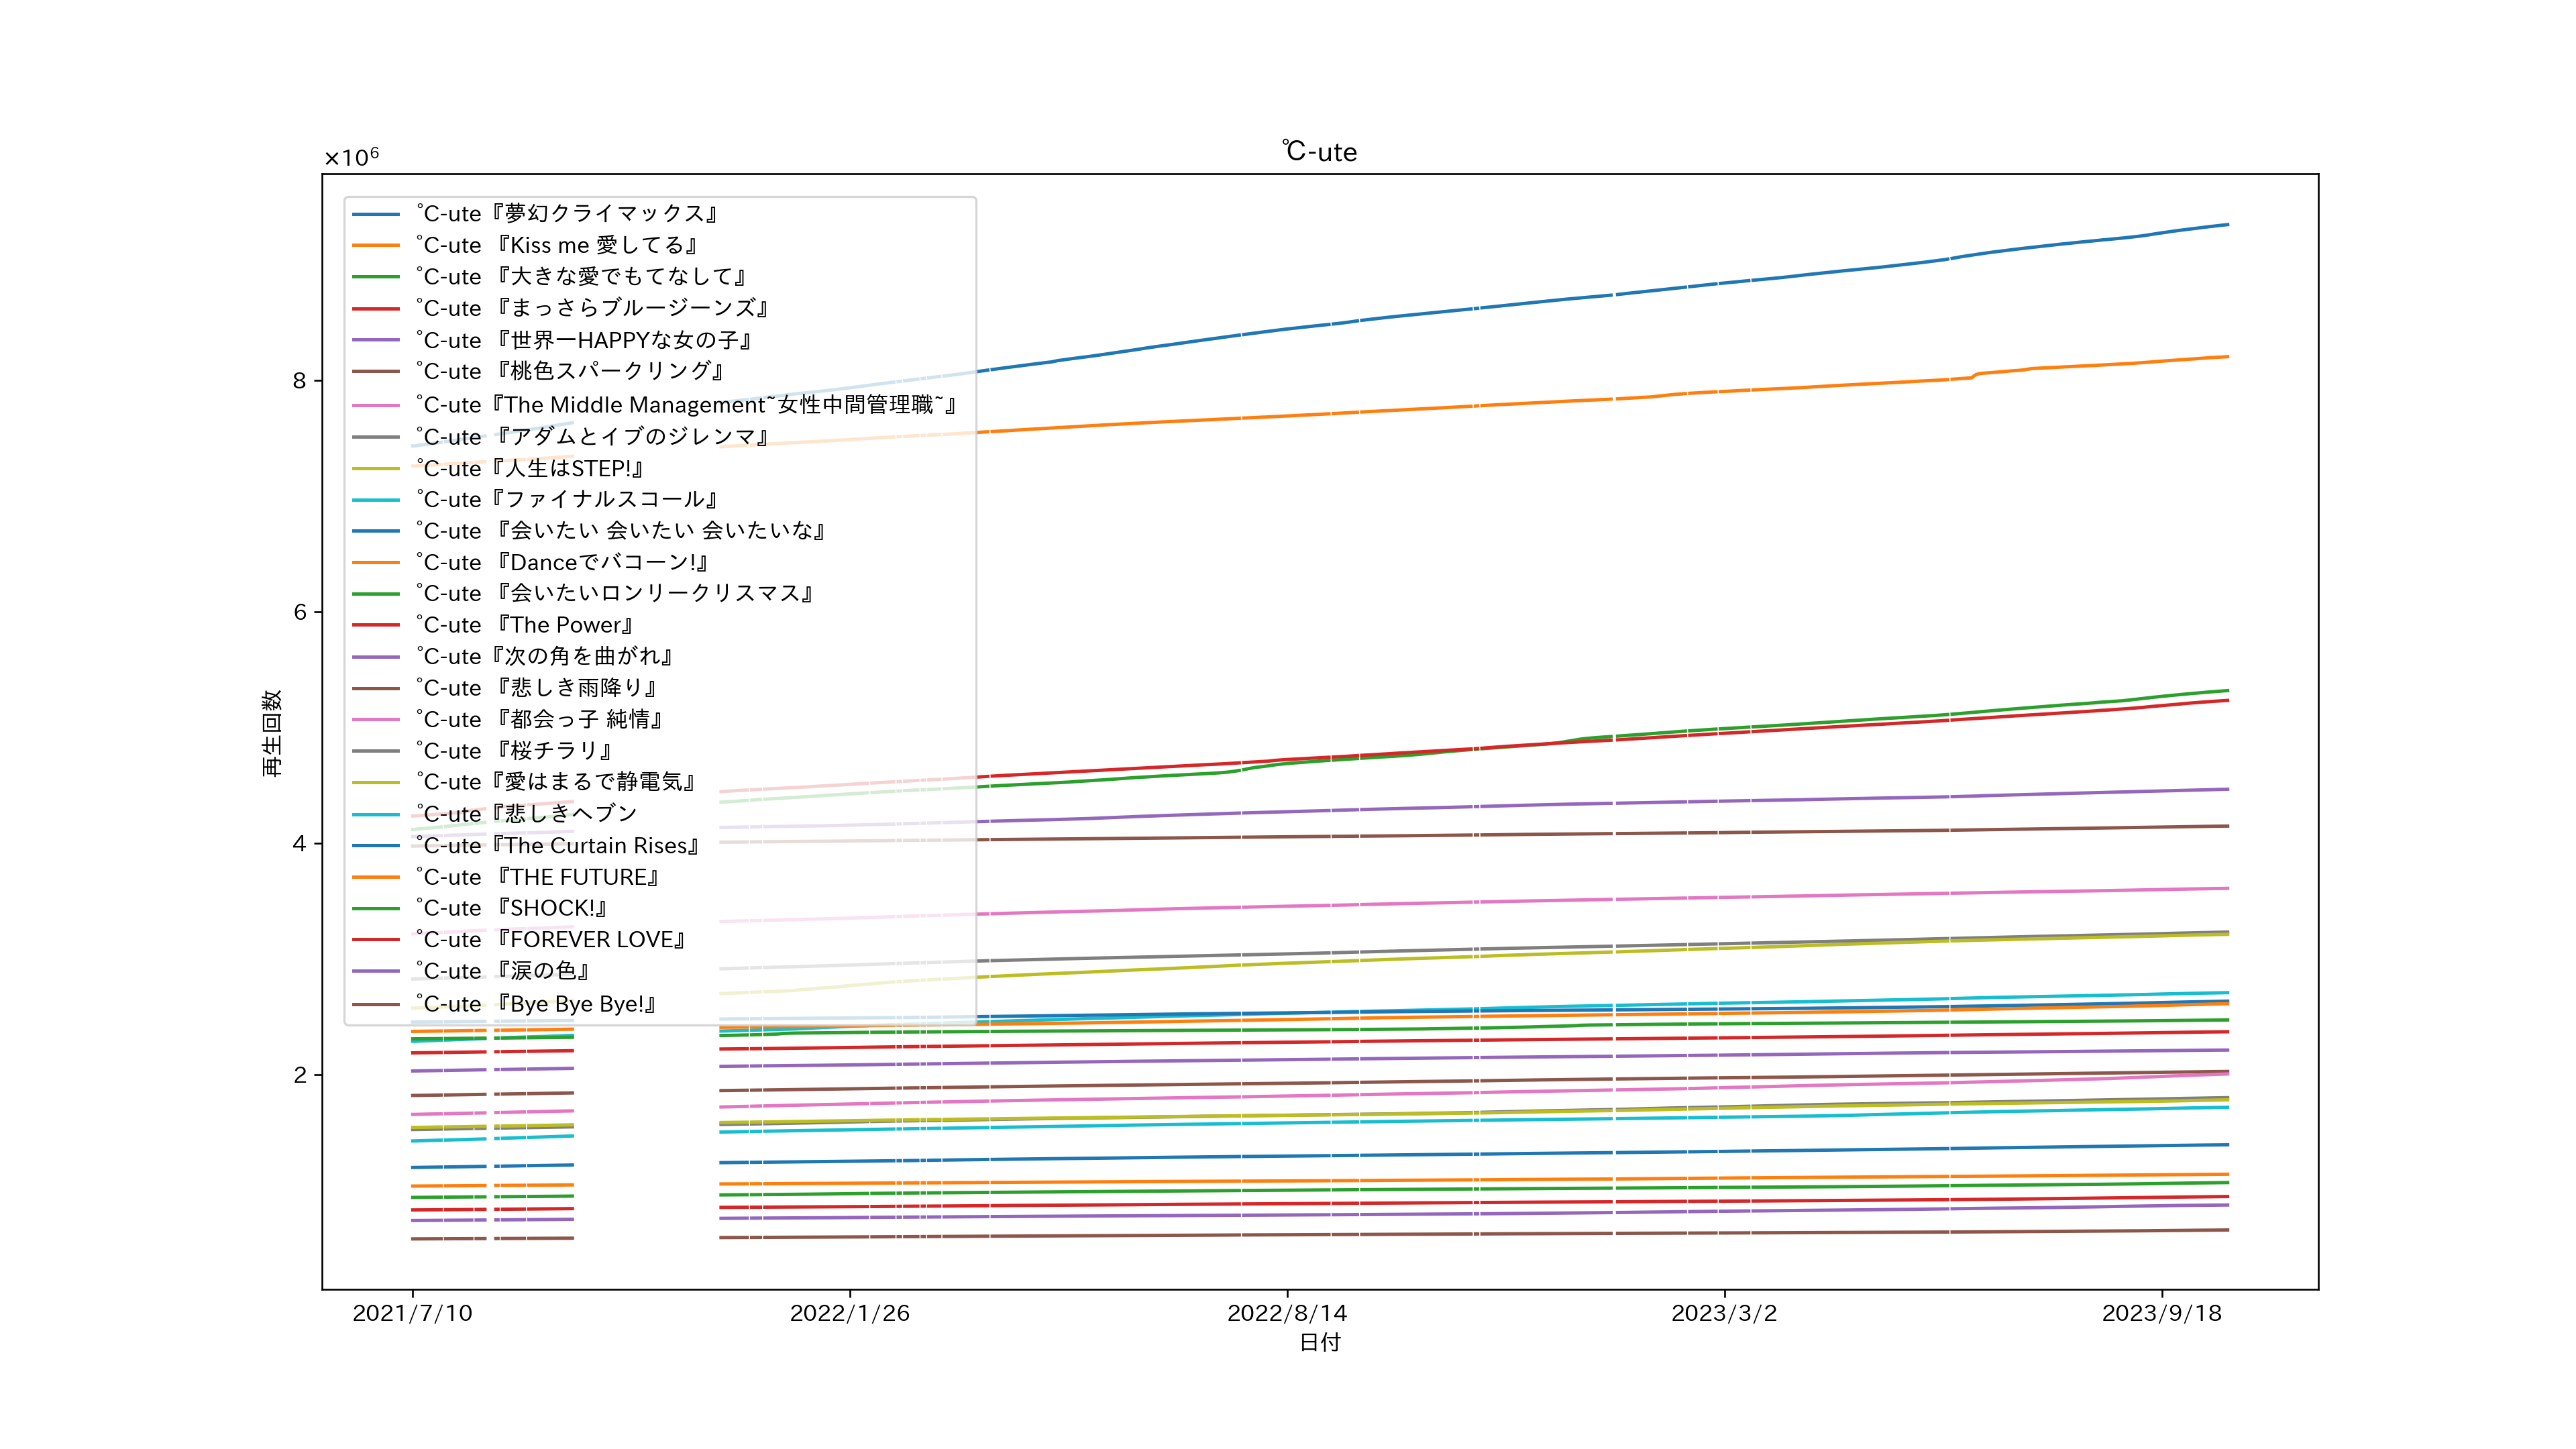 ℃-ute
×10⁶
°C-ute『夢幻クライマックス』
°C-ute 『Kiss me 愛してる』
°C-ute 『大きな愛でもてなして』
°C-ute 『まっさらブルージーンズ』
°C-ute 『世界一HAPPYな女の子』
°C-ute 『桃色スパークリング』
°C-ute『The Middle Management~女性中間管理職~』
°C-ute 『アダムとイブのジレンマ』
°C-ute『人生はSTEP!』
°C-ute『ファイナルスコール』
°C-ute 『会いたい 会いたい 会いたいな』
°C-ute 『Danceでバコーン!』
°C-ute 『会いたいロンリークリスマス』
°C-ute 『The Power』
°C-ute『次の角を曲がれ』
°C-ute 『悲しき雨降り』
°C-ute 『都会っ子 純情』
°C-ute 『桜チラリ』
°C-ute『愛はまるで静電気』
°C-ute『悲しきヘブン
°C-ute『The Curtain Rises』
°C-ute 『THE FUTURE』
°C-ute 『SHOCK!』
°C-ute 『FOREVER LOVE』
°C-ute 『涙の色』
°C-ute 『Bye Bye Bye!』
8
6
4
2
再生回数
2021/7/10
2022/1/26
2022/8/14
2023/3/2
2023/9/18
日付